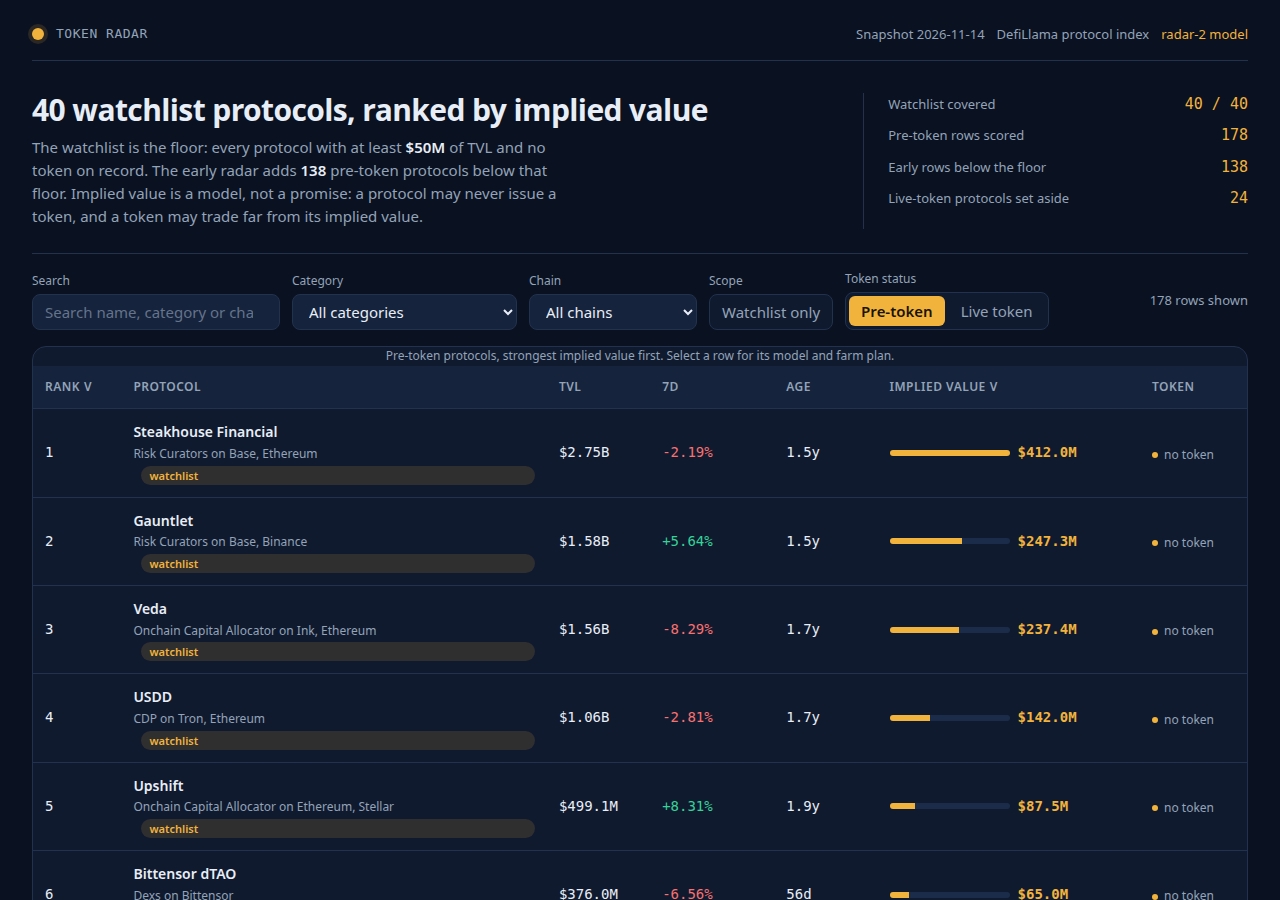 TOKEN RADAR
Snapshot 2026-11-14 DefiLlama protocol index radar-2 model
40 watchlist protocols, ranked by implied value
The watchlist is the floor: every protocol with at least $50M of TVL and no
token on record. The early radar adds 138 pre-token protocols below that
floor. Implied value is a model, not a promise: a protocol may never issue a
token, and a token may trade far from its implied value.
Watchlist covered 40 / 40
Pre-token rows scored 178
Early rows below the floor 138
Live-token protocols set aside 24
Search Category Chain Scope Token status
Search name, category or cha All categories All chains Watchlist only Pre-token Live token 178 rows shown
Pre-token protocols, strongest implied value first. Select a row for its model and farm plan.
RANK V PROTOCOL TVL 7D AGE IMPLIED VALUE V TOKEN
Steakhouse Financial
1 Risk Curators on Base, Ethereum $2.75B -2.19% 1.5y $412.0M no token
watchlist
Gauntlet
2 Risk Curators on Base, Binance $1.58B +5.64% 1.5y $247.3M no token
watchlist
Veda
3 Onchain Capital Allocator on Ink, Ethereum $1.56B -8.29% 1.7y $237.4M no token
watchlist
USDD
4 CDP on Tron, Ethereum $1.06B -2.81% 1.7y $142.0M no token
watchlist
Upshift
5 Onchain Capital Allocator on Ethereum, Stellar $499.1M +8.31% 1.9y $87.5M no token
watchlist
Bittensor dTAO
6 Dexs on Bittensor $376.0M -6.56% 56d $65.0M no token